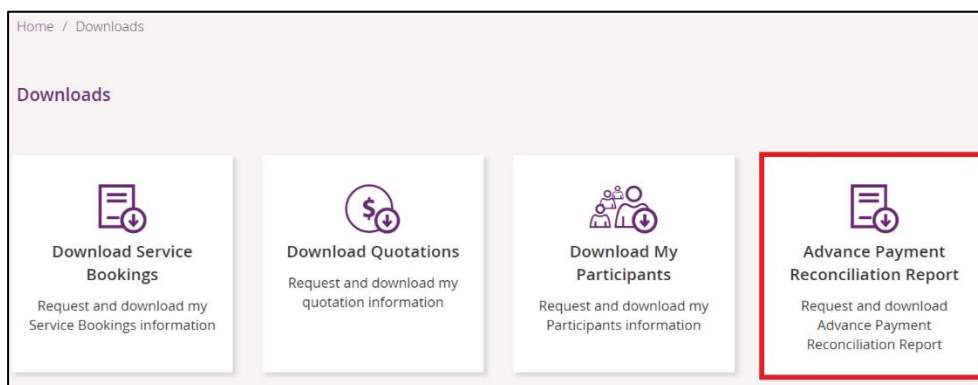 Home / Downloads
Downloads
$
Download Service
Bookings
Request and download my
Service Bookings information
Download Quotations
Request and download my
quotation information
Download My
Participants
Request and download my
Participants information
Advance Payment
Reconciliation Report
Request and download
Advance Payment
Reconciliation Report